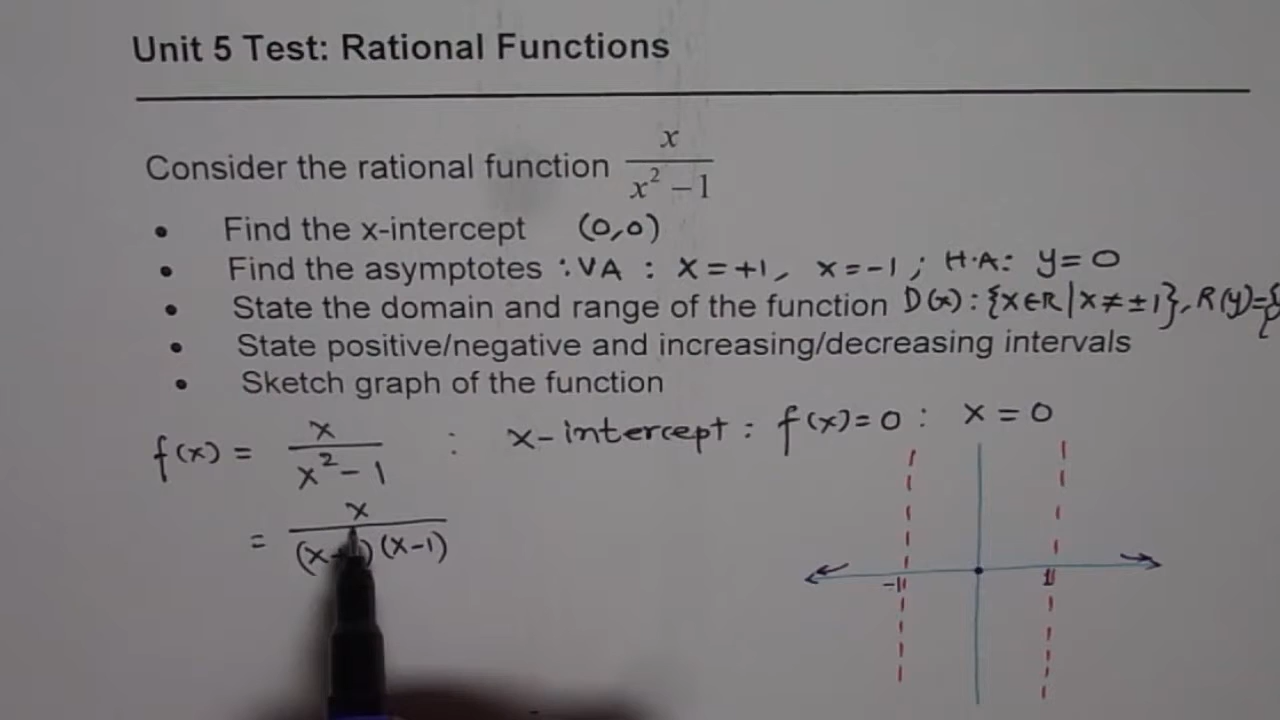 Unit 5 Test: Rational Functions
Consider the rational function x/(x² − 1)
• Find the x-intercept (0,0)
• Find the asymptotes : VA : x = +1, x = −1 ; H.A: y = 0
• State the domain and range of the function D(x) : {x∈R | x ≠ ±1}, R(y)={
• State positive/negative and increasing/decreasing intervals
• Sketch graph of the function
f(x) = x/(x² − 1) : x-intercept : f(x)=0 : x = 0
= x/((x+ )(x−1))
−1 1